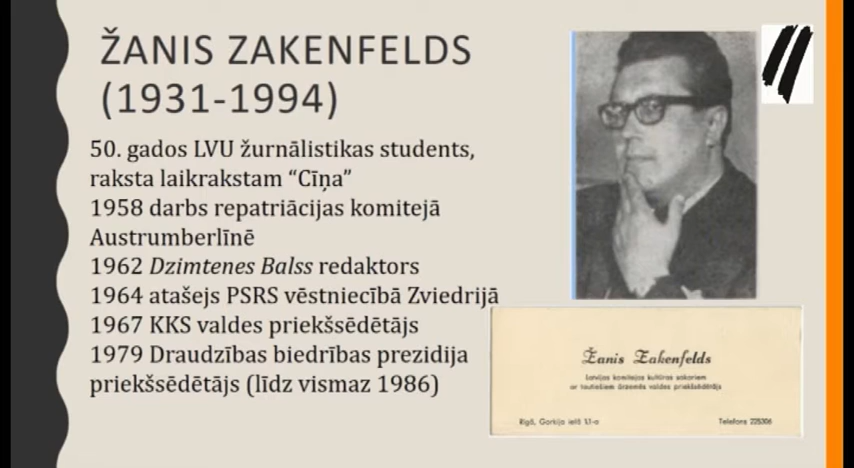 ŽANIS ZAKENFELDS
(1931-1994)
50. gados LVU žurnālistikas students,
raksta laikrakstam “Cīņa”
1958 darbs repatriācijas komitejā
Austrumberlīnē
1962 Dzimtenes Balss redaktors
1964 atašejs PSRS vēstniecībā Zviedrijā
1967 KKS valdes priekšsēdētājs
1979 Draudzības biedrības prezidija
priekšsēdētājs (līdz vismaz 1986)
Žanis Zakenfelds
Latvijas komitejas kultūras sakariem
ar tautiešiem ārzemēs valdes priekšsēdētājs
Rīgā, Gorkija ielā 11-a
Telefons 225306